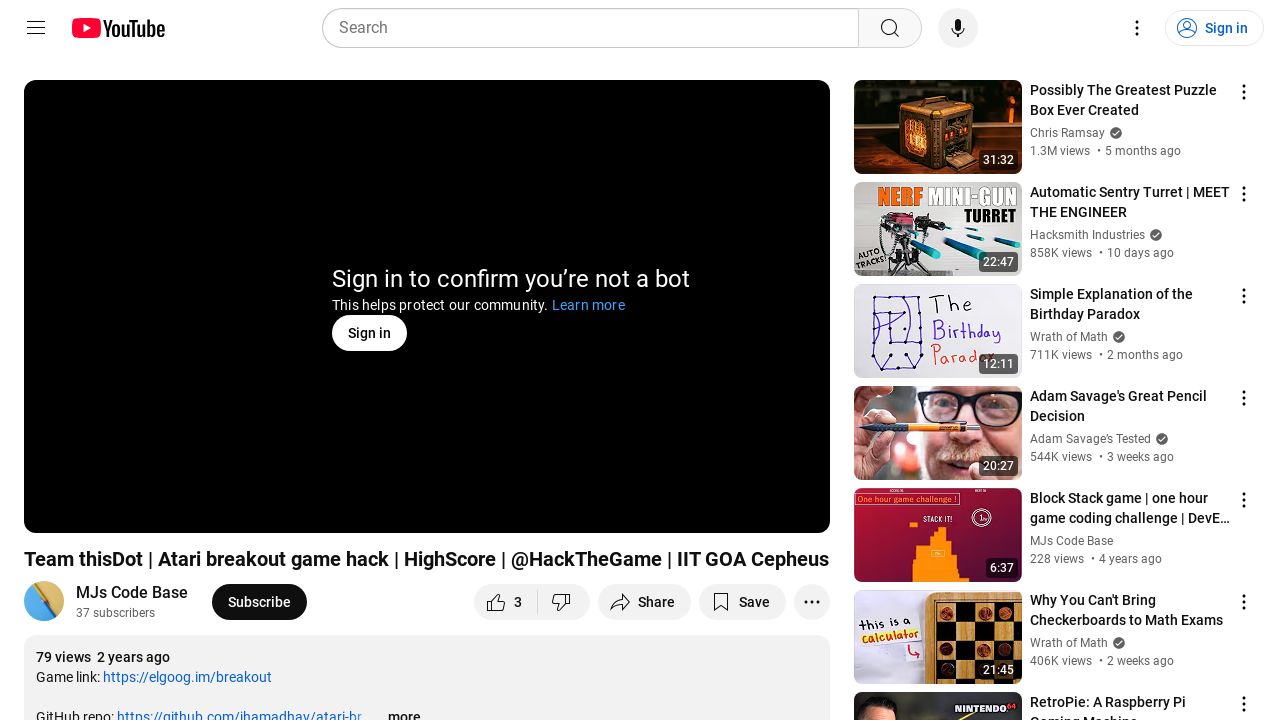 YouTube
Search
Sign in
Sign in to confirm you’re not a bot
This helps protect our community. Learn more
Sign in
Team thisDot | Atari breakout game hack | HighScore | @HackTheGame | IIT GOA Cepheus
MJs Code Base
37 subscribers
Subscribe
3
Share
Save
79 views 2 years ago
Game link: https://elgoog.im/breakout
GitHub repo: https://github.com/jhamadhav/atari-br
...more
31:32
Possibly The Greatest Puzzle
Box Ever Created
Chris Ramsay
1.3M views • 5 months ago
NERF MINI-GUN
TURRET
AUTO
TRACKS!
22:47
Automatic Sentry Turret | MEET
THE ENGINEER
Hacksmith Industries
858K views • 10 days ago
The
Birthday
Paradox
12:11
Simple Explanation of the
Birthday Paradox
Wrath of Math
711K views • 2 months ago
20:27
Adam Savage's Great Pencil
Decision
Adam Savage’s Tested
544K views • 3 weeks ago
One hour game challenge !
STACK IT!
6:37
Block Stack game | one hour
game coding challenge | DevE...
MJs Code Base
228 views • 4 years ago
this is a
calculator
21:45
Why You Can't Bring
Checkerboards to Math Exams
Wrath of Math
406K views • 2 weeks ago
NINTENDO64
RetroPie: A Raspberry Pi
Gaming Machine